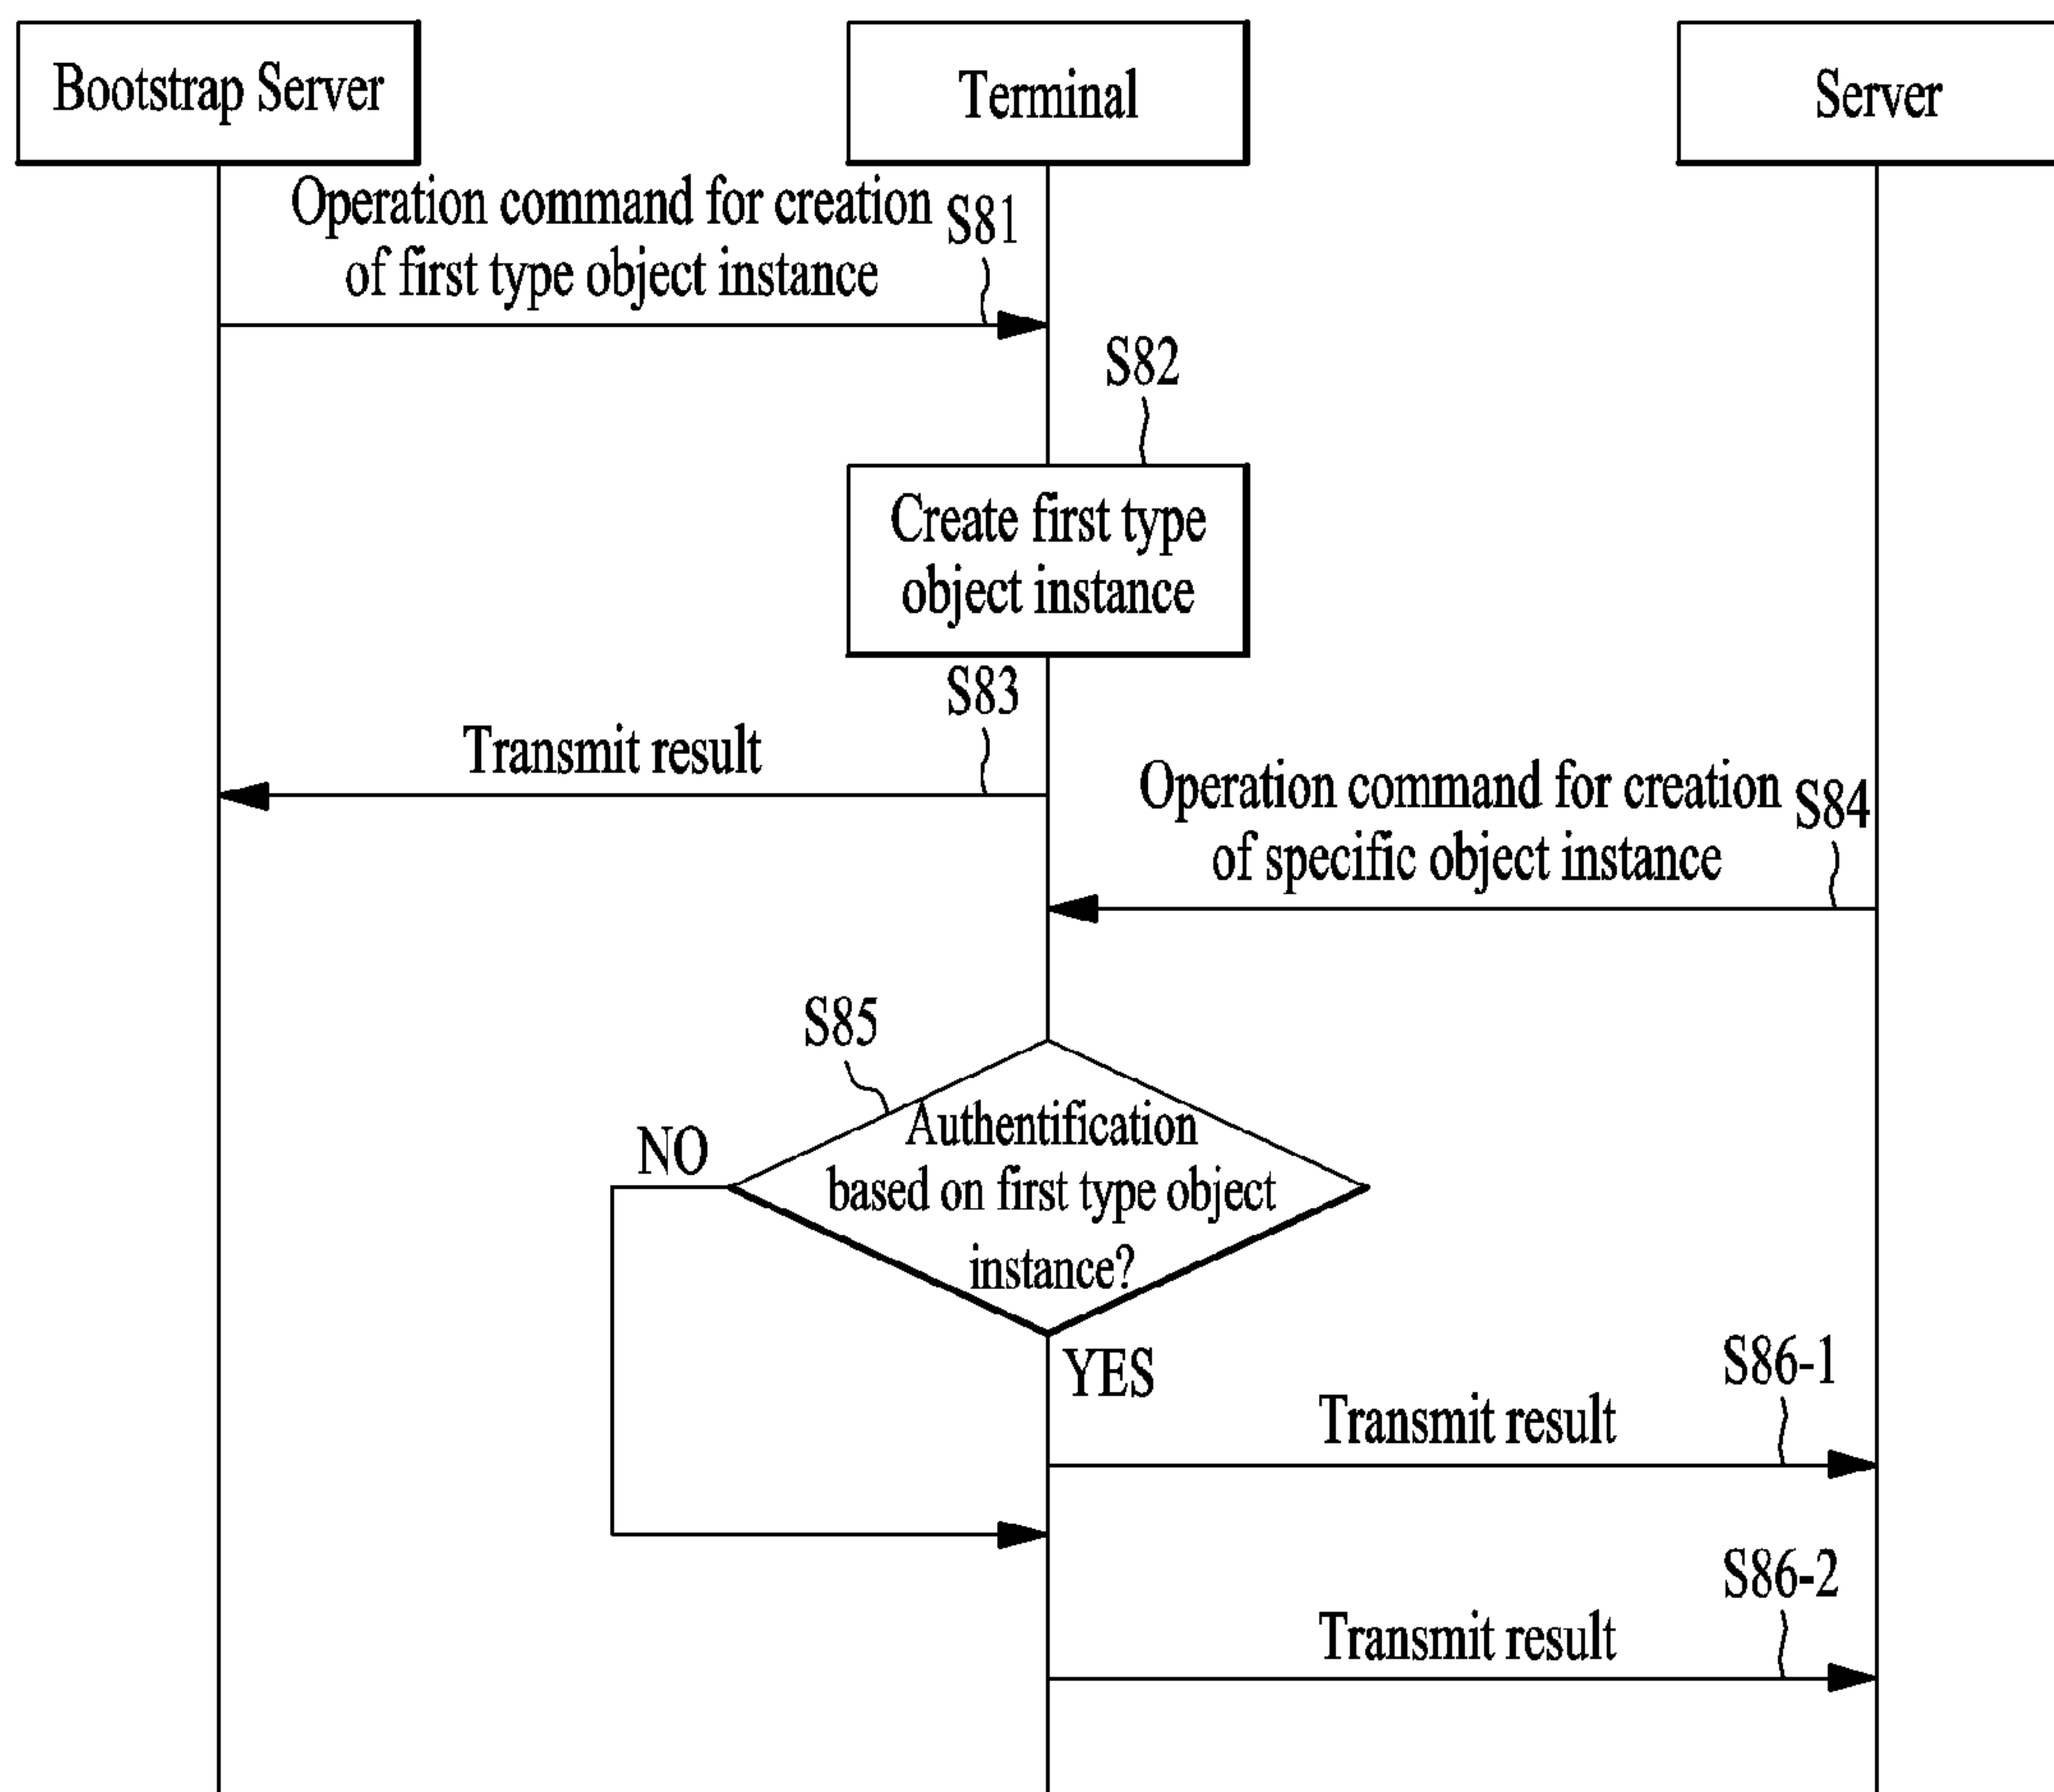 Bootstrap Server
Terminal
Server
Operation command for creation
of first type object instance
S81
S82
Create first type
object instance
S83
Transmit result
Operation command for creation
of specific object instance
S84
S85
NO
Authentification
based on first type object
instance?
YES
S86-1
Transmit result
S86-2
Transmit result